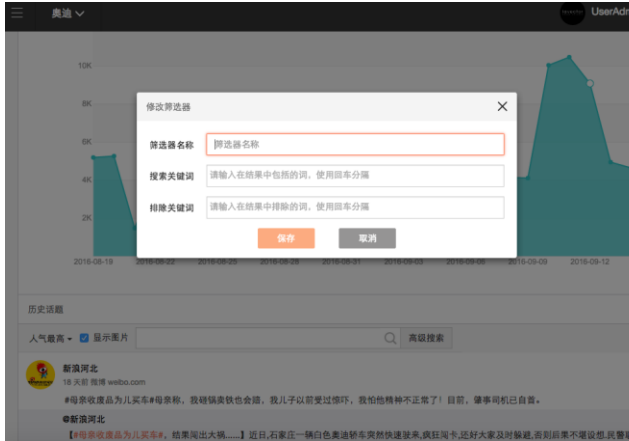 奥迪
UserAdr
10K
8K
6K
4K
2K
修改筛选器
筛选器名称
筛选器名称
搜索关键词
请输入在结果中包括的词，使用回车分隔
排除关键词
请输入在结果中排除的词，使用回车分隔
保存
取消
2016-08-19
2016-08-22
2016-08-25
2016-08-28
2016-08-31
2016-09-03
2016-09-06
2016-09-09
2016-09-12
历史话题
人气最高
显示图片
高级搜索
新浪河北
18 天前 微博 weibo.com
#母亲收废品为儿买车#母亲称，我碰锅卖铁也会赔，我儿子以前受过惊吓，我怕他精神不正常了！目前，肇事司机已自首。
@新浪河北
【#母亲收废品为儿买车#，结果闯出大祸......】近日,石家庄一辆白色奥迪轿车突然快速驶来,疯狂闯卡,还好大家及时躲避,否则后果不堪设想.民警